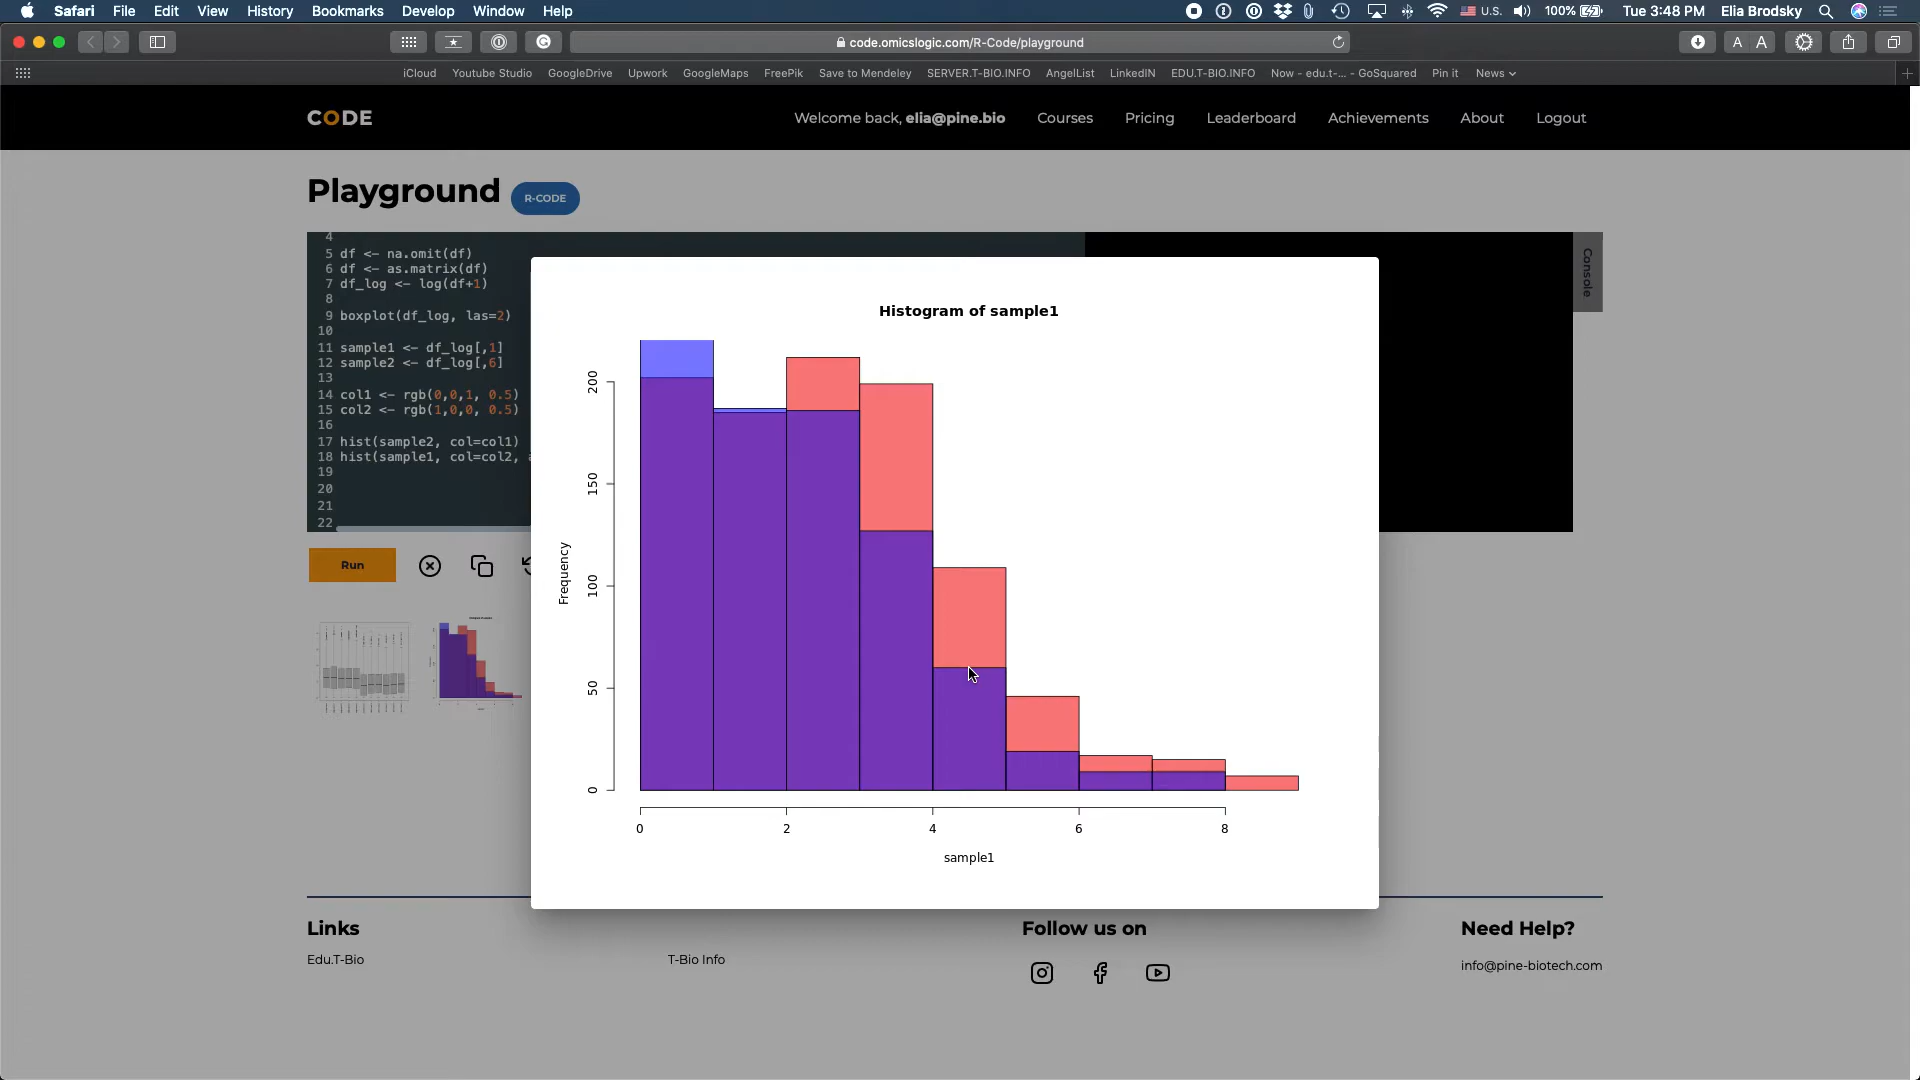 Safari File Edit View History Bookmarks Develop Window Help U.S. 100% Tue 3:48 PM Elia Brodsky
code.omicslogic.com/R-Code/playground A A
iCloud Youtube Studio GoogleDrive Upwork GoogleMaps FreePik Save to Mendeley SERVER.T-BIO.INFO AngelList LinkedIN EDU.T-BIO.INFO Now - edu.t-... - GoSquared Pin it News
CODE Welcome back, elia@pine.bio Courses Pricing Leaderboard Achievements About Logout
Playground R-CODE
4
5 df <- na.omit(df)
6 df <- as.matrix(df)
7 df_log <- log(df+1)
8
9 boxplot(df_log, las=2)
10
11 sample1 <- df_log[,1]
12 sample2 <- df_log[,6]
13
14 col1 <- rgb(0,0,1, 0.5)
15 col2 <- rgb(1,0,0, 0.5)
16
17 hist(sample2, col=col1)
18 hist(sample1, col=col2,
19
20
21
22
Console
Run
Histogram of sample1
Frequency
200
150
100
50
0
0 2 4 6 8
sample1
Links
Edu.T-Bio
T-Bio Info
Follow us on
Need Help?
info@pine-biotech.com